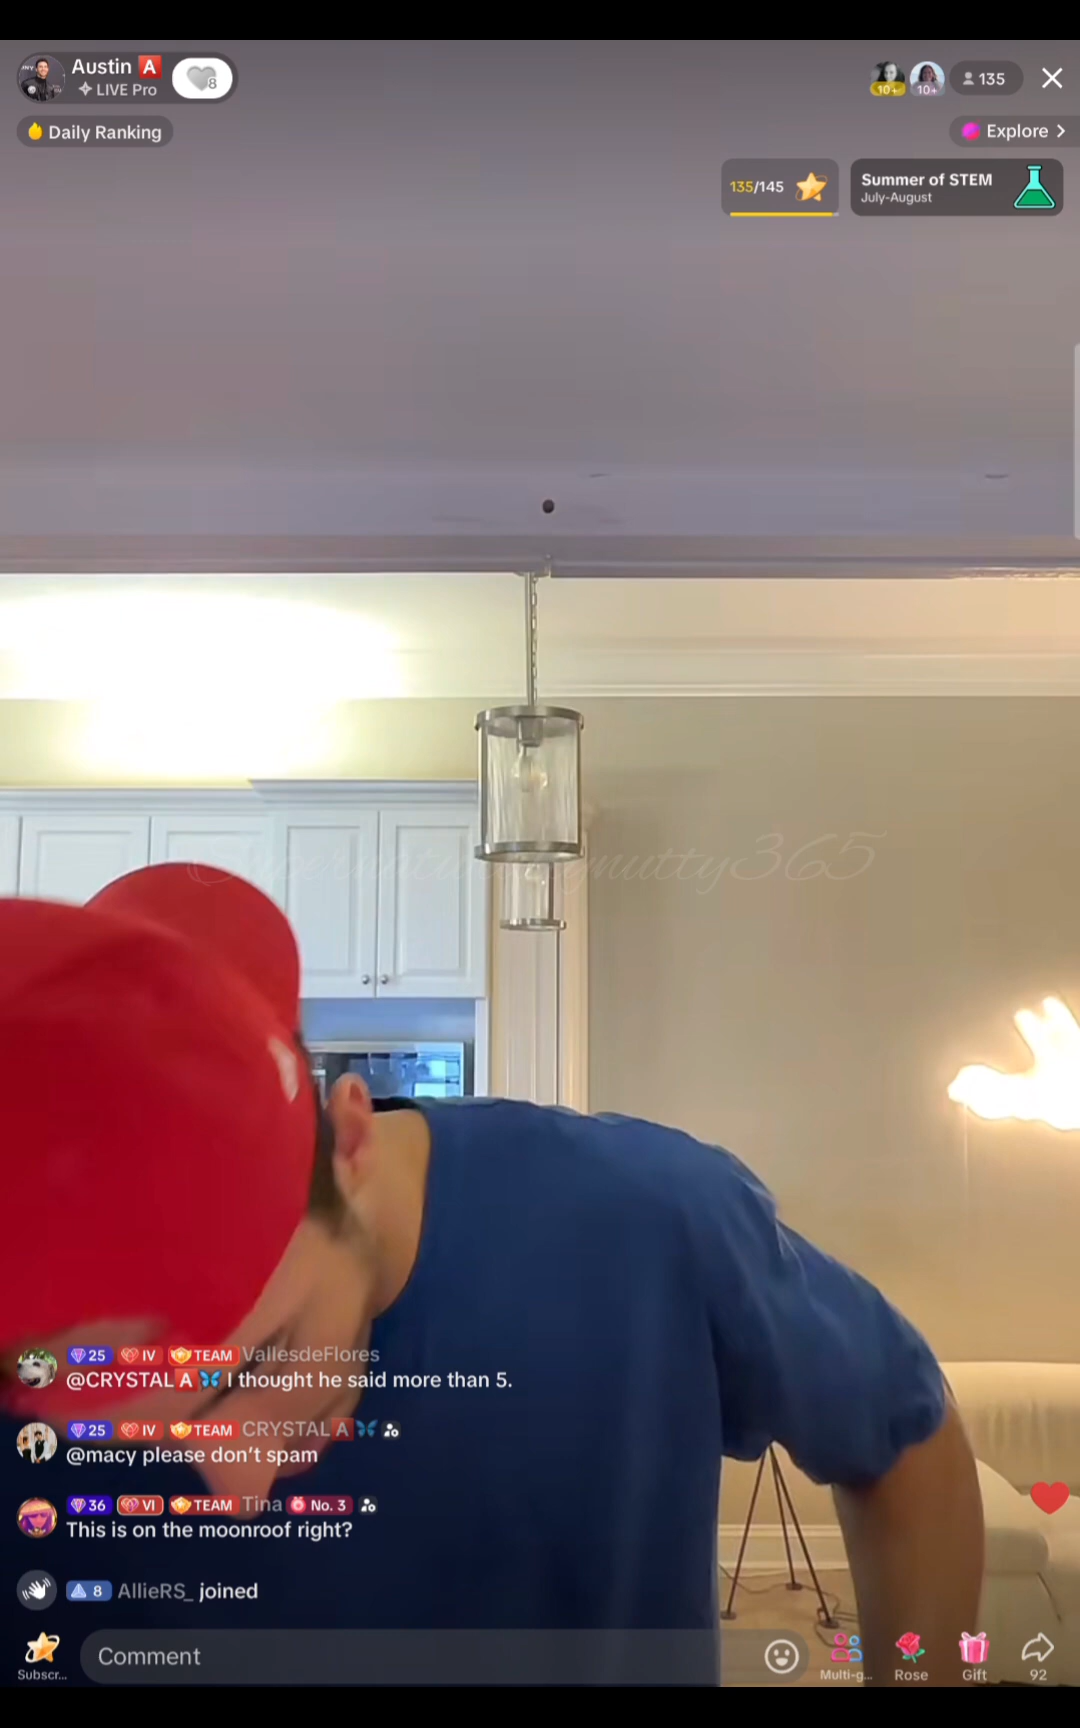 Austin A
LIVE Pro
8
10+
10+
135
Daily Ranking
Explore >
135/145
Summer of STEM
July-August
25 IV TEAM VallesdeFlores
@CRYSTAL A 🦋 I thought he said more than 5.
25 IV TEAM CRYSTAL A 🦋
@macy please don't spam
36 VI TEAM Tina No. 3
This is on the moonroof right?
8 AllieRS_ joined
Subscr...
Comment
Multi-g...
Rose
Gift
92